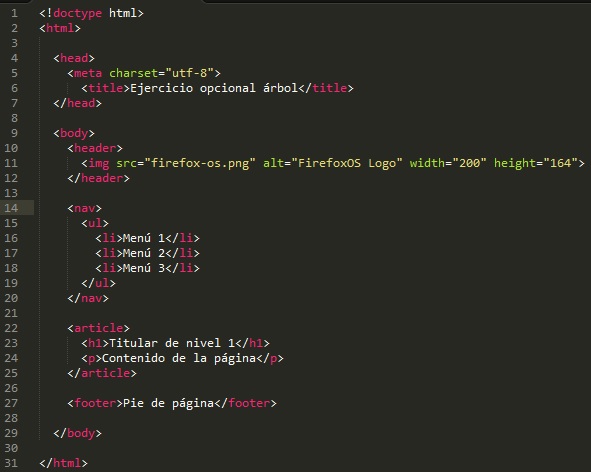 1 <!doctype html>
2 <html>
3
4 <head>
5 <meta charset="utf-8">
6 <title>Ejercicio opcional árbol</title>
7 </head>
8
9 <body>
10 <header>
11 <img src="firefox-os.png" alt="FirefoxOS Logo" width="200" height="164">
12 </header>
13
14 <nav>
15 <ul>
16 <li>Menú 1</li>
17 <li>Menú 2</li>
18 <li>Menú 3</li>
19 </ul>
20 </nav>
21
22 <article>
23 <h1>Titular de nivel 1</h1>
24 <p>Contenido de la página</p>
25 </article>
26
27 <footer>Pie de página</footer>
28
29 </body>
30
31 </html>